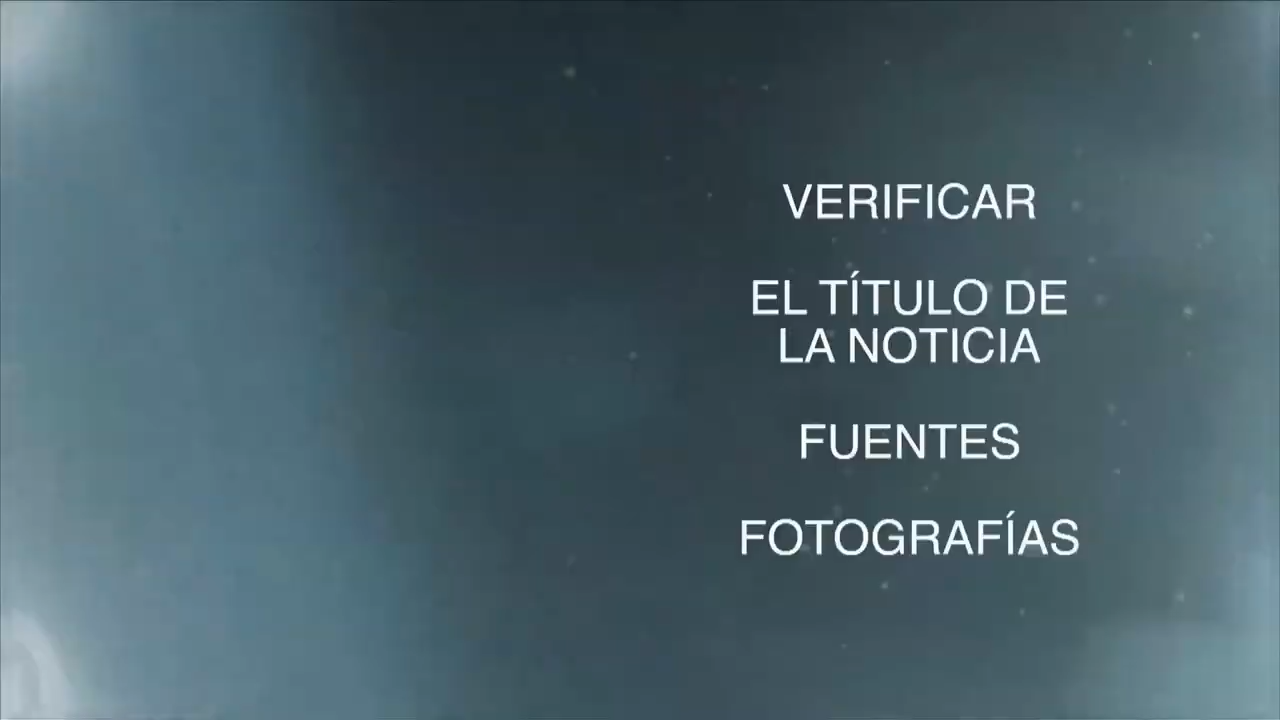 VERIFICAR
EL TÍTULO DE
LA NOTICIA
FUENTES
FOTOGRAFÍAS